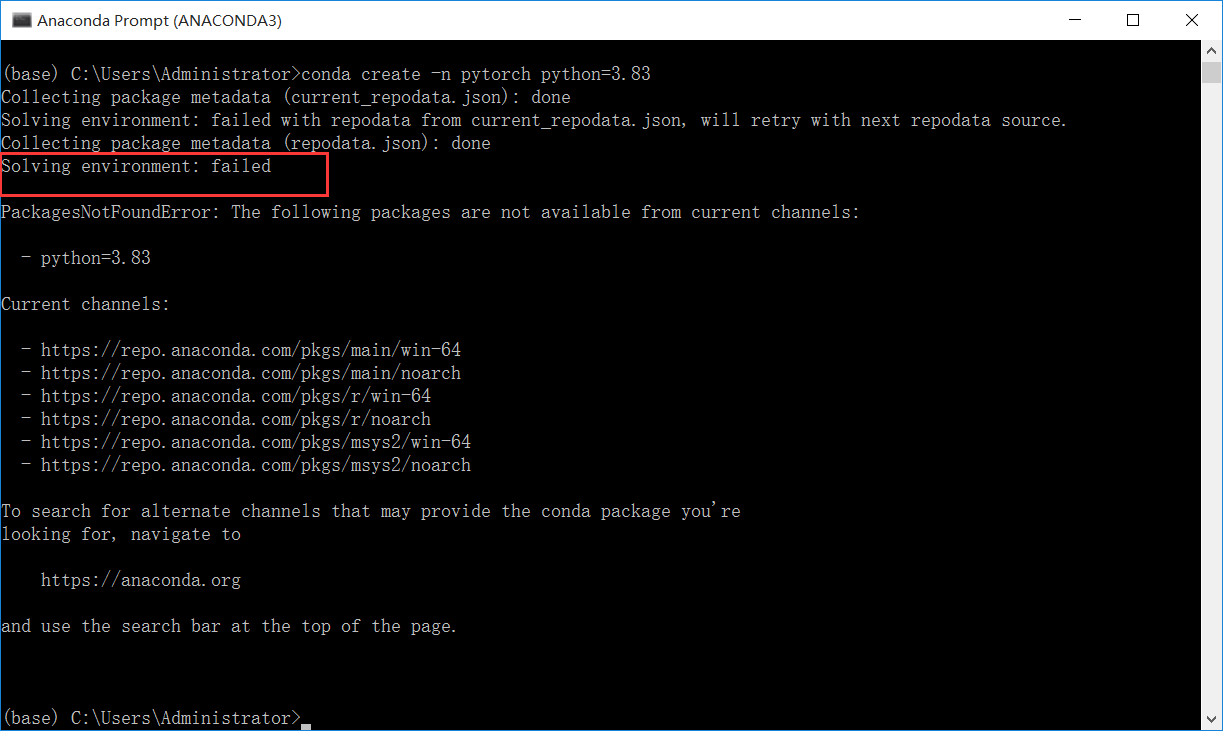 Anaconda Prompt (ANACONDA3)
(base) C:\Users\Administrator>conda create -n pytorch python=3.83
Collecting package metadata (current_repodata.json): done
Solving environment: failed with repodata from current_repodata.json, will retry with next repodata source.
Collecting package metadata (repodata.json): done
Solving environment: failed
PackagesNotFoundError: The following packages are not available from current channels:
- python=3.83
Current channels:
- https://repo.anaconda.com/pkgs/main/win-64
- https://repo.anaconda.com/pkgs/main/noarch
- https://repo.anaconda.com/pkgs/r/win-64
- https://repo.anaconda.com/pkgs/r/noarch
- https://repo.anaconda.com/pkgs/msys2/win-64
- https://repo.anaconda.com/pkgs/msys2/noarch
To search for alternate channels that may provide the conda package you're
looking for, navigate to
https://anaconda.org
and use the search bar at the top of the page.
(base) C:\Users\Administrator>